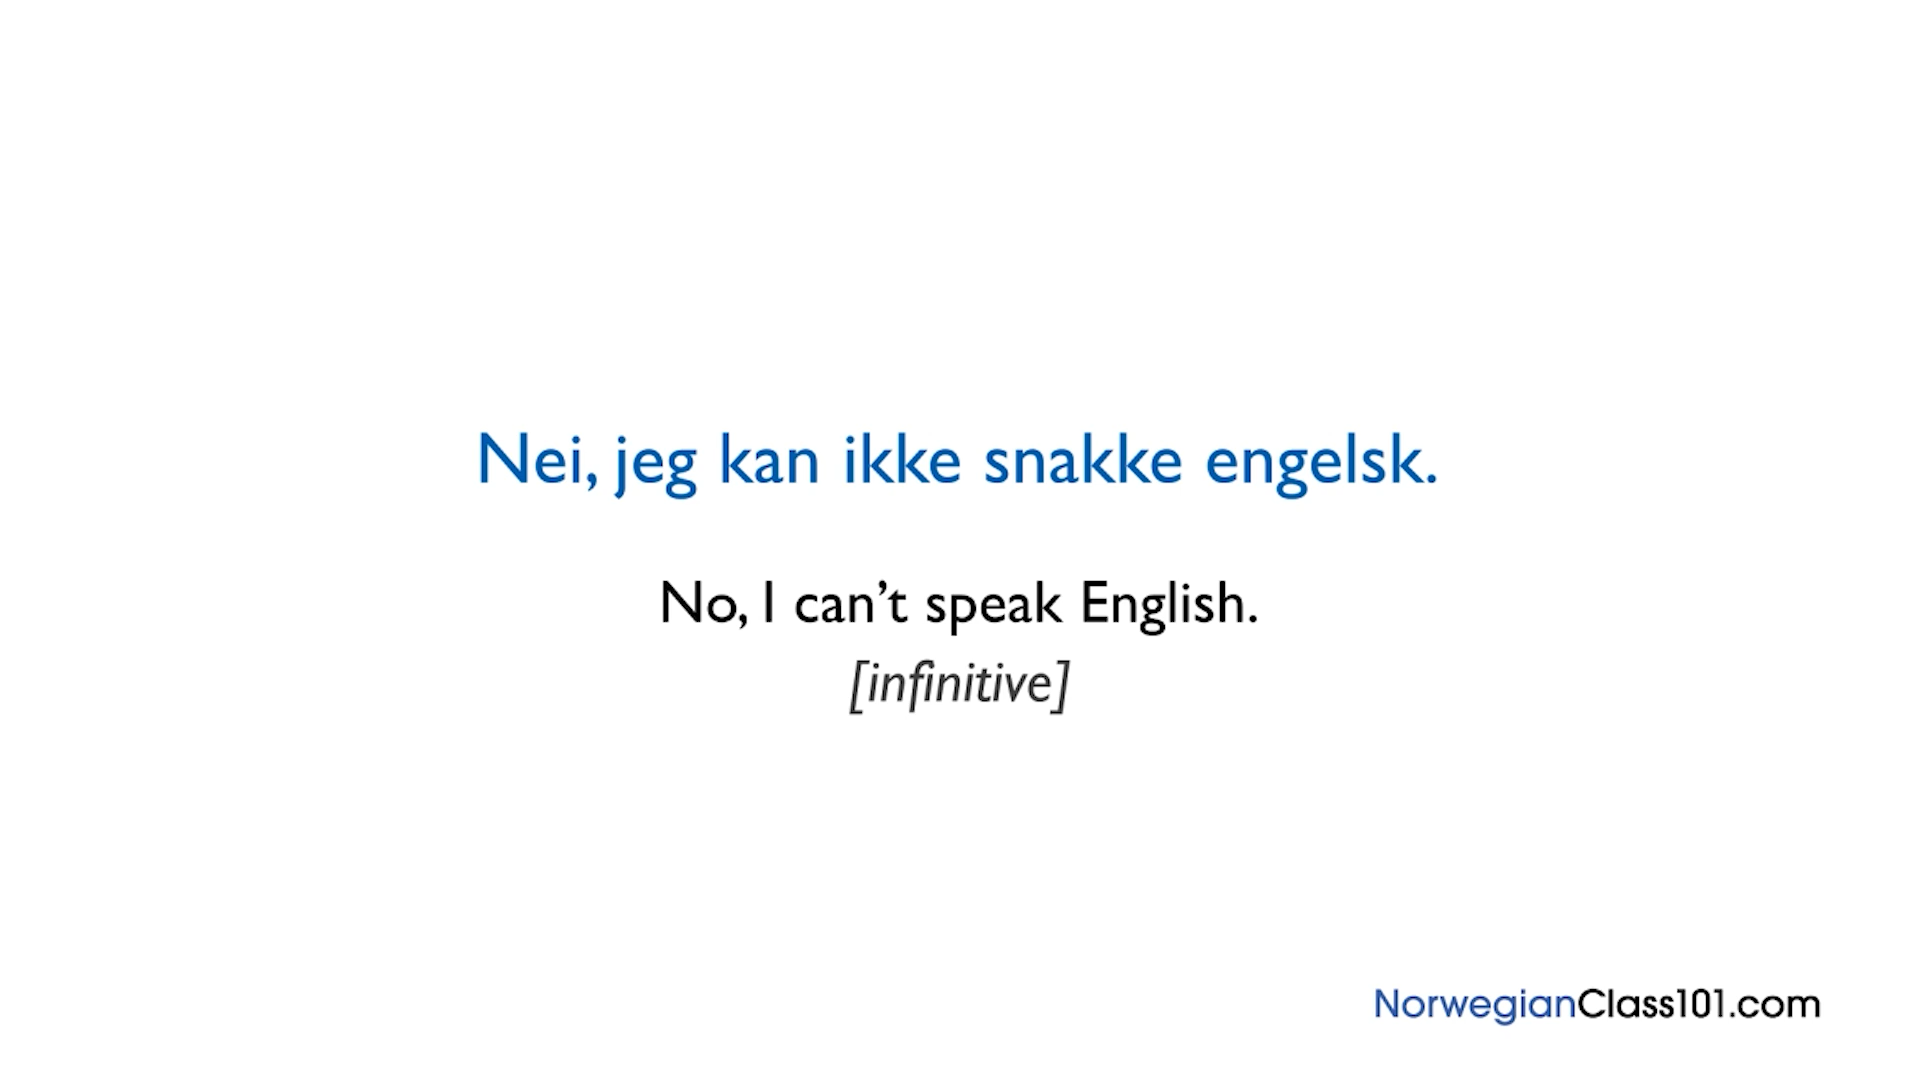 Nei, jeg kan ikke snakke engelsk.
No, I can’t speak English.
[infinitive]
NorwegianClass101.com